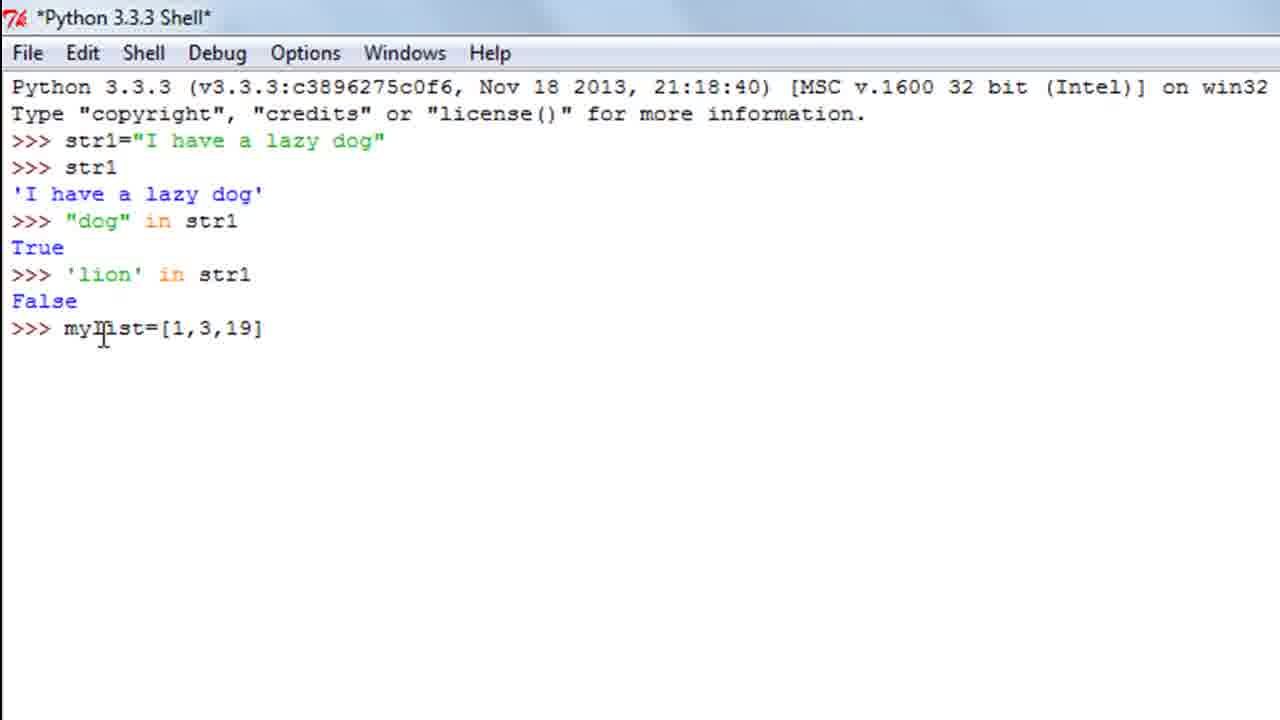 *Python 3.3.3 Shell*
File Edit Shell Debug Options Windows Help
Python 3.3.3 (v3.3.3:c3896275c0f6, Nov 18 2013, 21:18:40) [MSC v.1600 32 bit (Intel)] on win32
Type "copyright", "credits" or "license()" for more information.
>>> str1="I have a lazy dog"
>>> str1
'I have a lazy dog'
>>> "dog" in str1
True
>>> 'lion' in str1
False
>>> mylist=[1,3,19]